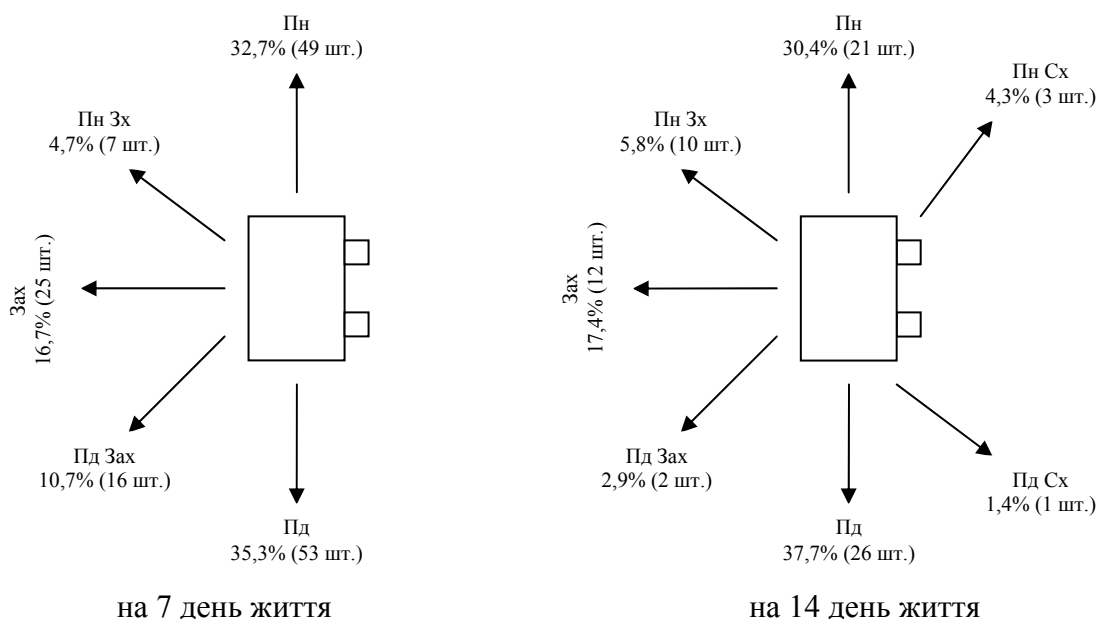 Пн
32,7% (49 шт.)
Пн Зх
4,7% (7 шт.)
Зах
16,7% (25 шт.)
Пд Зах
10,7% (16 шт.)
Пд
35,3% (53 шт.)
на 7 день життя
Пн
30,4% (21 шт.)
Пн Сх
4,3% (3 шт.)
Пн Зх
5,8% (10 шт.)
Зах
17,4% (12 шт.)
Пд Зах
2,9% (2 шт.)
Пд Сх
1,4% (1 шт.)
Пд
37,7% (26 шт.)
на 14 день життя